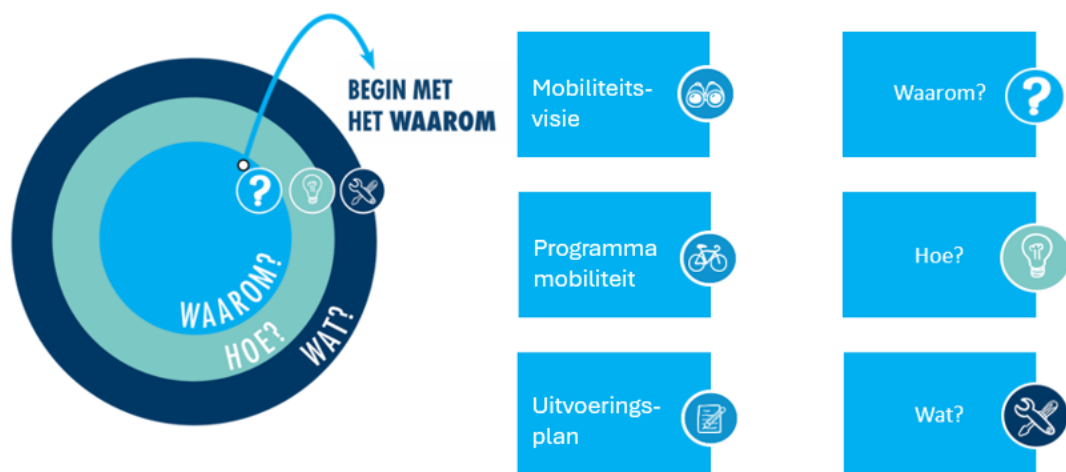 BEGIN MET
HET WAAROM
WAAROM?
HOE?
WAT?
Mobiliteits-
visie
Waarom?
Programma
mobiliteit
Hoe?
Uitvoerings-
plan
Wat?